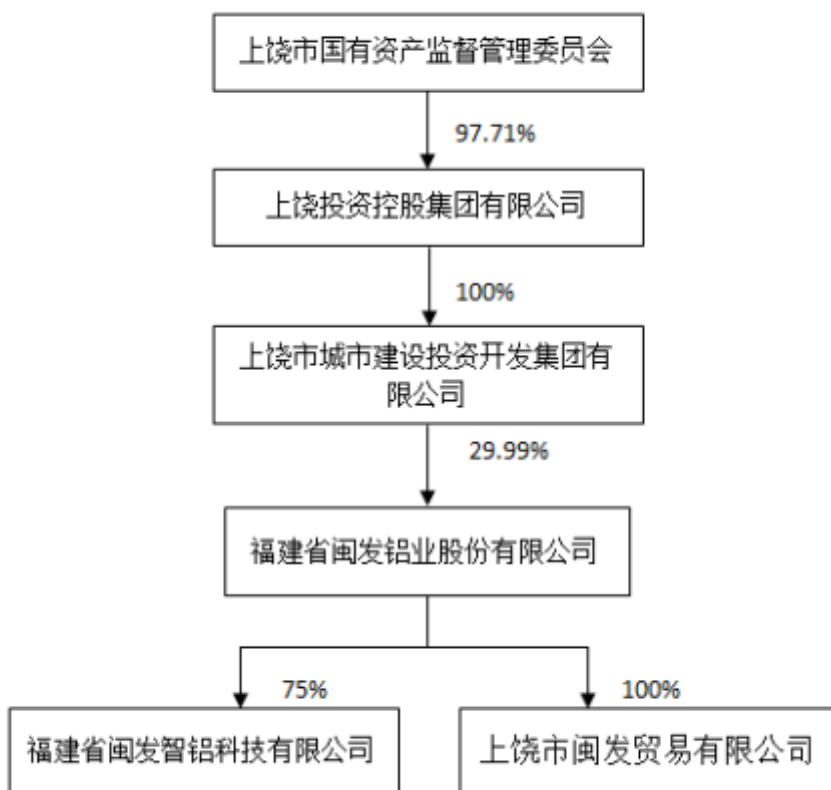 上饶市国有资产监督管理委员会
97.71%
上饶投资控股集团有限公司
100%
上饶市城市建设投资开发集团有
限公司
29.99%
福建省闽发铝业股份有限公司
75%
100%
福建省闽发智铝科技有限公司
上饶市闽发贸易有限公司